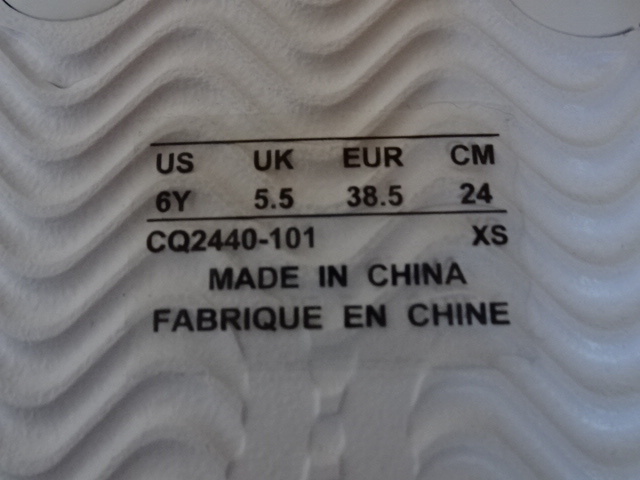 US UK EUR CM
6Y 5.5 38.5 24
CQ2440-101 XS
MADE IN CHINA
FABRIQUE EN CHINE